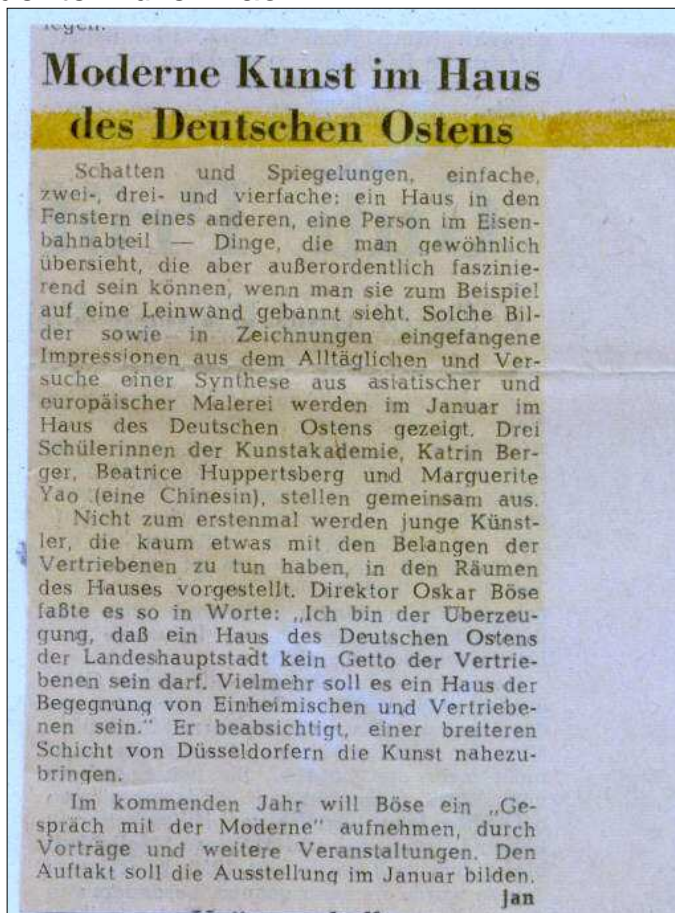 legen.
Moderne Kunst im Haus
des Deutschen Ostens
Schatten und Spiegelungen, einfache,
zwei-, drei- und vierfache: ein Haus in den
Fenstern eines anderen, eine Person im Eisen-
bahnabteil — Dinge, die man gewöhnlich
übersieht, die aber außerordentlich faszinie-
rend sein können, wenn man sie zum Beispiel
auf eine Leinwand gebannt sieht. Solche Bil-
der sowie in Zeichnungen eingefangene
Impressionen aus dem Alltäglichen und Ver-
suche einer Synthese aus asiatischer und
europäischer Malerei werden im Januar im
Haus des Deutschen Ostens gezeigt. Drei
Schülerinnen der Kunstakademie, Katrin Ber-
ger, Beatrice Huppertsberg und Marguerite
Yao (eine Chinesin), stellen gemeinsam aus.
Nicht zum erstenmal werden junge Künst-
ler, die kaum etwas mit den Belangen der
Vertriebenen zu tun haben, in den Räumen
des Hauses vorgestellt. Direktor Oskar Böse
faßte es so in Worte: „Ich bin der Überzeu-
gung, daß ein Haus des Deutschen Ostens
der Landeshauptstadt kein Getto der Vertrie-
benen sein darf. Vielmehr soll es ein Haus der
Begegnung von Einheimischen und Vertriebe-
nen sein.“ Er beabsichtigt, einer breiteren
Schicht von Düsseldorfern die Kunst nahezu-
bringen.
Im kommenden Jahr will Böse ein „Ge-
spräch mit der Moderne“ aufnehmen, durch
Vorträge und weitere Veranstaltungen. Den
Auftakt soll die Ausstellung im Januar bilden.
jan